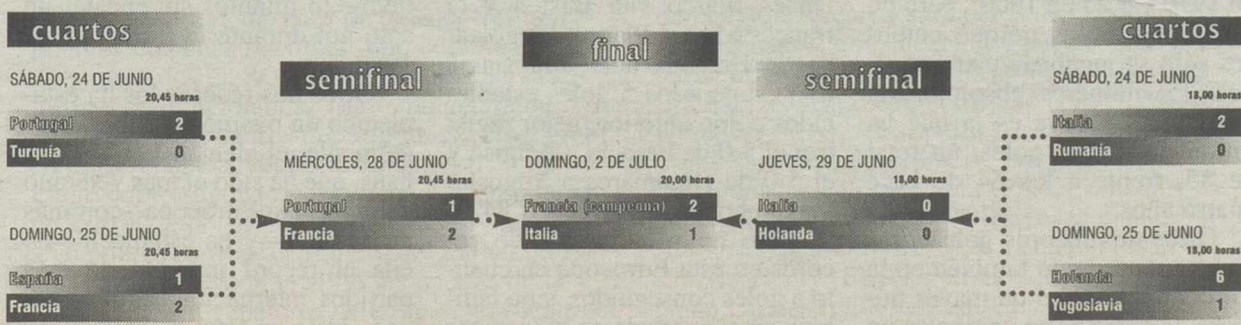 cuartos
SÁBADO, 24 DE JUNIO
20,45 horas
Portugal 2
Turquía 0
DOMINGO, 25 DE JUNIO
20,45 horas
España 1
Francia 2
semifinal
MIÉRCOLES, 28 DE JUNIO
20,45 horas
Portugal 1
Francia 2
final
DOMINGO, 2 DE JULIO
20,00 horas
Francia (campeona) 2
Italia 1
semifinal
JUEVES, 29 DE JUNIO
18,00 horas
Italia 0
Holanda 0
cuartos
SÁBADO, 24 DE JUNIO
18,00 horas
Italia 2
Rumanía 0
DOMINGO, 25 DE JUNIO
18,00 horas
Holanda 6
Yugoslavia 1